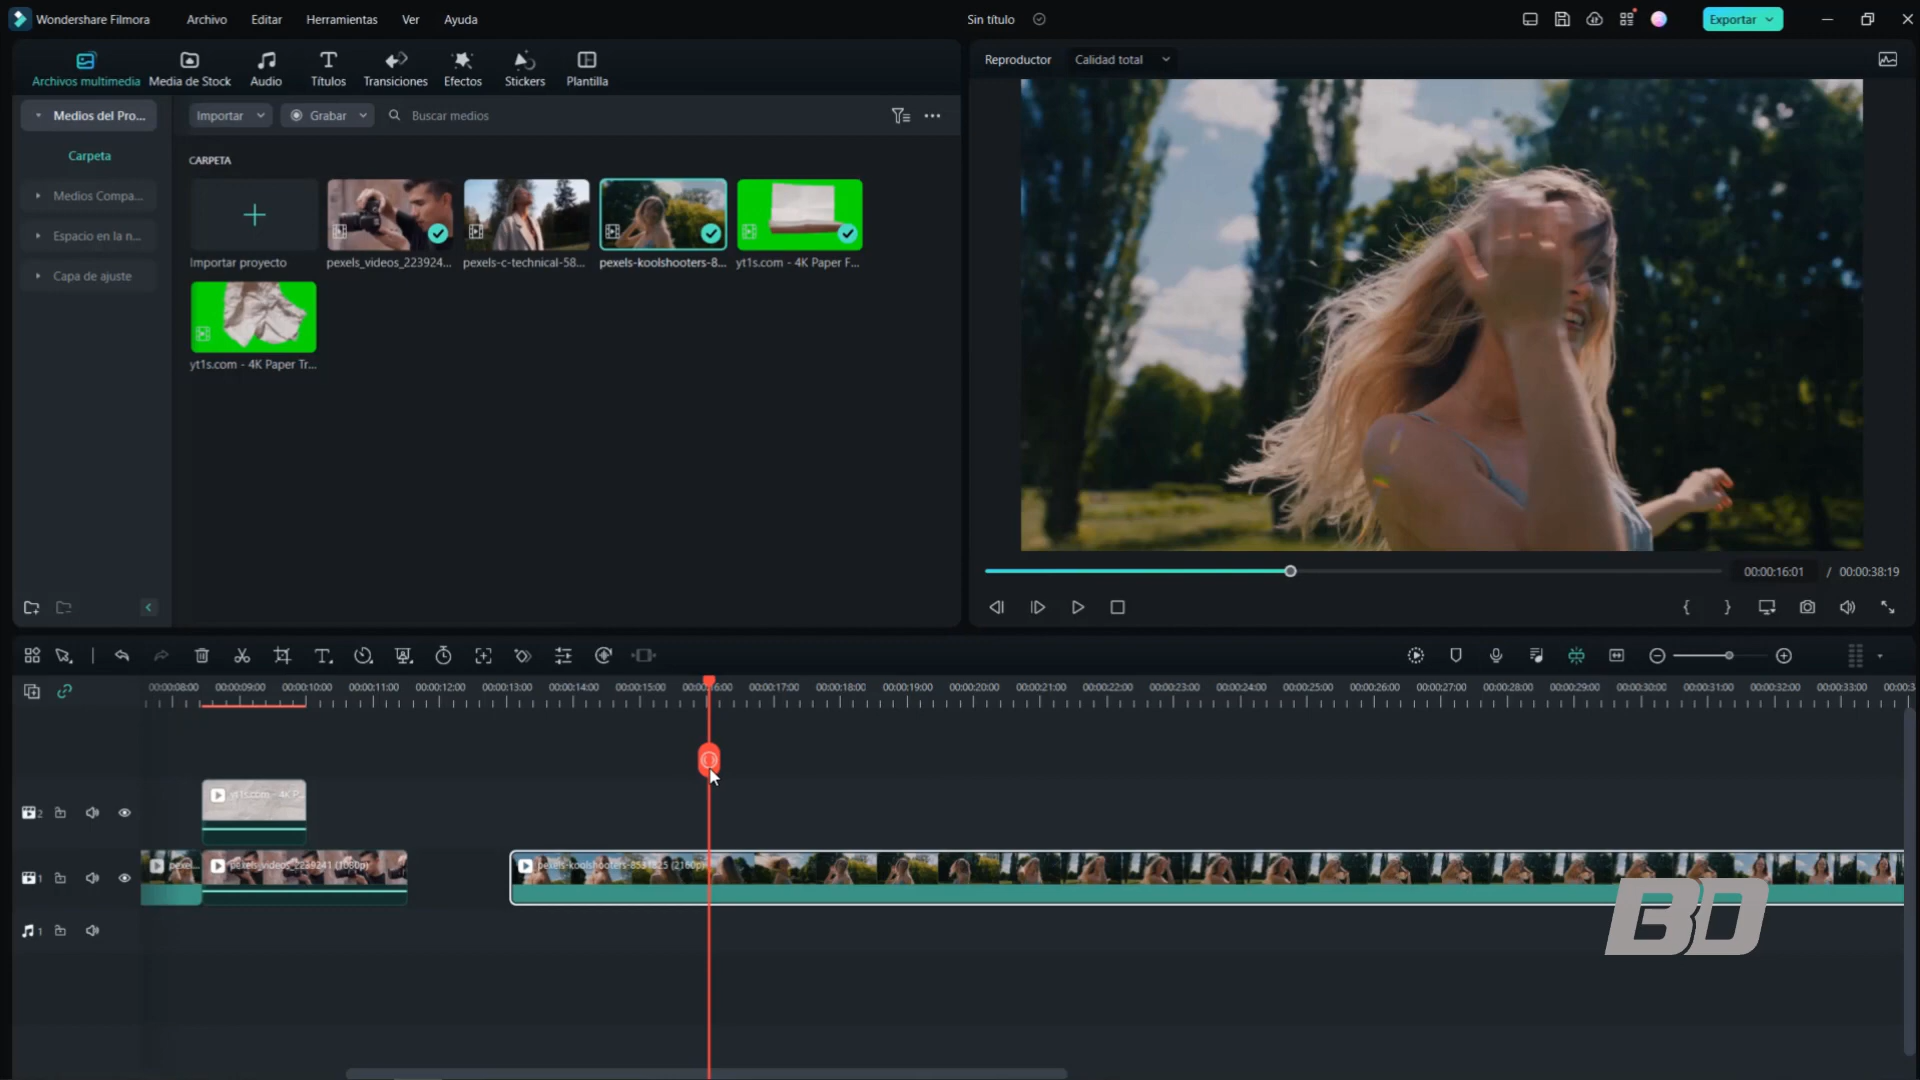 Wondershare Filmora Archivo Editar Herramientas Ver Ayuda Sin título Exportar
Archivos multimedia Media de Stock Audio Títulos Transiciones Efectos Stickers Plantilla
Reproductor Calidad total
Medios del Pro... Importar Grabar Buscar medios
Carpeta
Medios Compa...
Espacio en la n...
Capa de ajuste
CARPETA
Importar proyecto pexels_videos_223924... pexels-c-technical-58... pexels-koolshooters-8... yt1s.com - 4K Paper F...
yt1s.com - 4K Paper Tr...
00:00:16:01 / 00:00:38:19
00:00:08:00 00:00:09:00 00:00:10:00 00:00:11:00 00:00:12:00 00:00:13:00 00:00:14:00 00:00:15:00 00:00:16:00 00:00:17:00 00:00:18:00 00:00:19:00 00:00:20:00 00:00:21:00 00:00:22:00 00:00:23:00 00:00:24:00 00:00:25:00 00:00:26:00 00:00:27:00 00:00:28:00 00:00:29:00 00:00:30:00 00:00:31:00 00:00:32:00 00:00:33:00 00:00:3
2 yt1s.com - 4K P...
1 pexel... pexels_videos_2239241 (1080p) pexels-koolshooters-8531825 (2160p)
1
BD